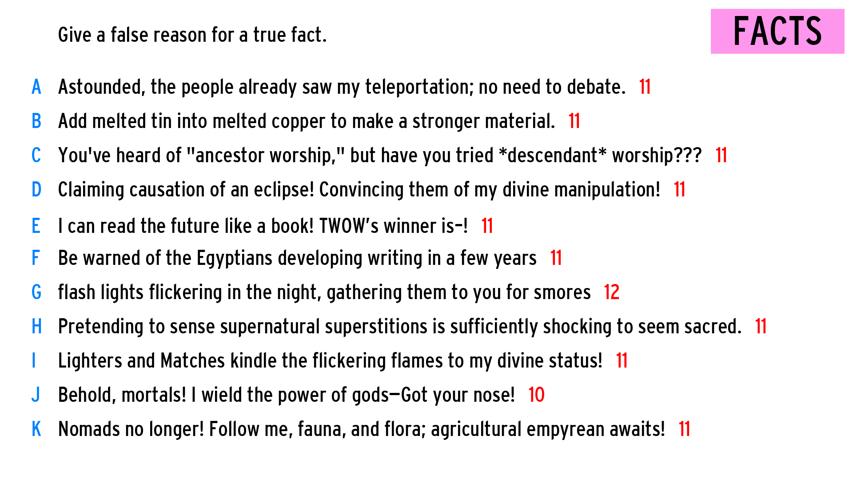 Give a false reason for a true fact.
FACTS
A Astounded, the people already saw my teleportation; no need to debate. 11
B Add melted tin into melted copper to make a stronger material. 11
C You've heard of "ancestor worship," but have you tried *descendant* worship??? 11
D Claiming causation of an eclipse! Convincing them of my divine manipulation! 11
E I can read the future like a book! TWOW’s winner is–! 11
F Be warned of the Egyptians developing writing in a few years 11
G flash lights flickering in the night, gathering them to you for smores 12
H Pretending to sense supernatural superstitions is sufficiently shocking to seem sacred. 11
I Lighters and Matches kindle the flickering flames to my divine status! 11
J Behold, mortals! I wield the power of gods—Got your nose! 10
K Nomads no longer! Follow me, fauna, and flora; agricultural empyrean awaits! 11